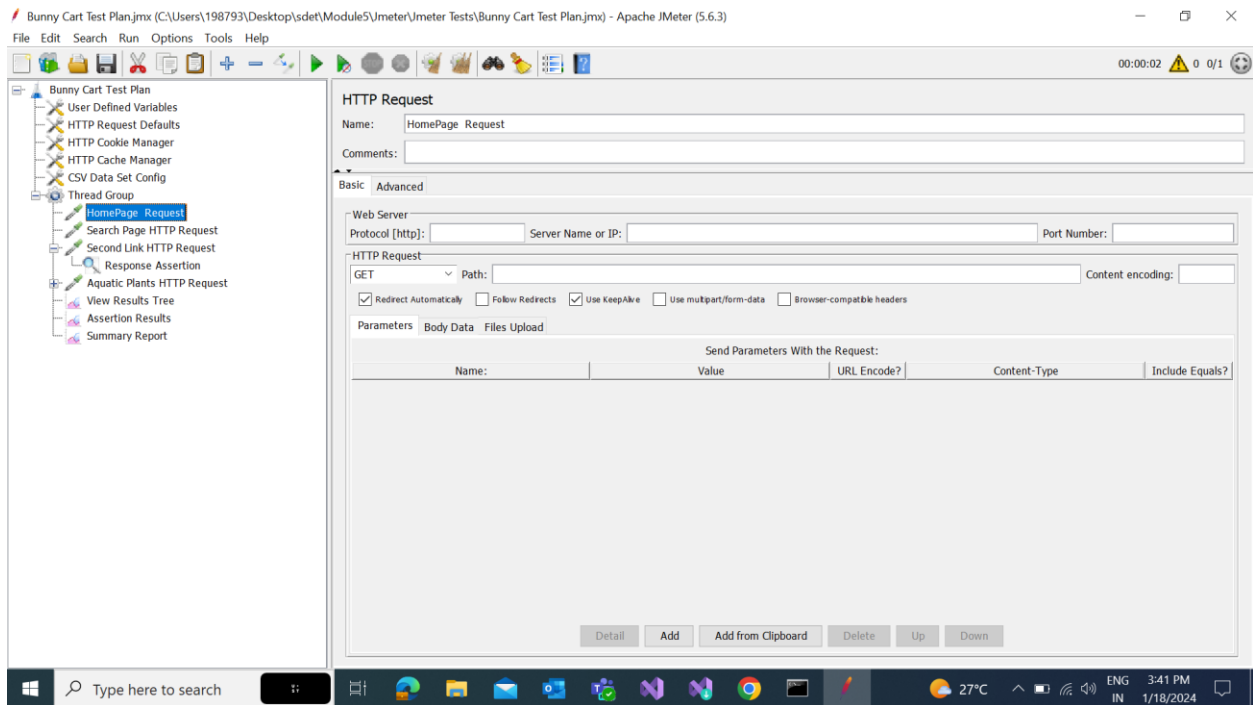 Bunny Cart Test Plan.jmx (C:\Users\198793\Desktop\sdet\Module5\Jmeter\Jmeter Tests\Bunny Cart Test Plan.jmx) - Apache JMeter (5.6.3)
File Edit Search Run Options Tools Help
00:00:02 0 0/1
Bunny Cart Test Plan
User Defined Variables
HTTP Request Defaults
HTTP Cookie Manager
HTTP Cache Manager
CSV Data Set Config
Thread Group
HomePage Request
Search Page HTTP Request
Second Link HTTP Request
Response Assertion
Aquatic Plants HTTP Request
View Results Tree
Assertion Results
Summary Report
HTTP Request
Name: HomePage Request
Comments:
Basic Advanced
Web Server
Protocol [http]: Server Name or IP: Port Number:
HTTP Request
GET Path: Content encoding:
Redirect Automatically Follow Redirects Use KeepAlive Use multipart/form-data Browser-compatible headers
Parameters Body Data Files Upload
Send Parameters With the Request:
Name: Value URL Encode? Content-Type Include Equals?
Detail Add Add from Clipboard Delete Up Down
Type here to search 27°C ENG 3:41 PM
IN 1/18/2024